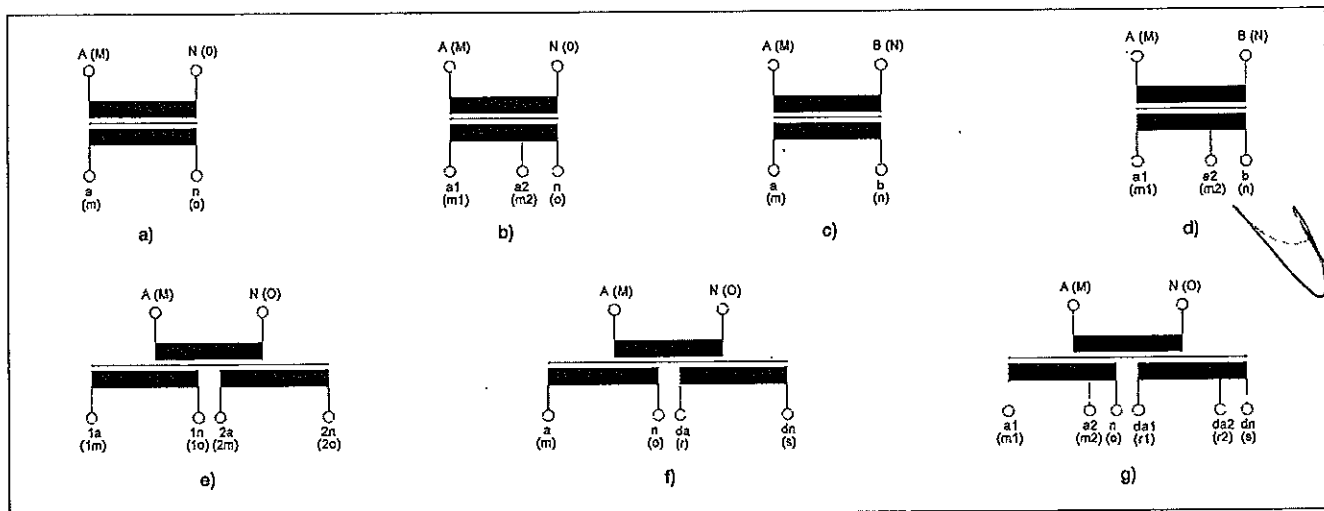 A (M) N (0)
a n
(m) (o)
a)
A (M) N (0)
a1 a2 n
(m1) (m2) (o)
b)
A (M) B (N)
a b
(m) (n)
c)
A (M) B (N)
a1 a2 b
(m1) (m2) (n)
d)
A (M) N (O)
1a 1n 2a 2n
(1m) (1o) (2m) (2o)
e)
A (M) N (O)
a n da dn
(m) (o) (r) (s)
f)
A (M) N (O)
a1 a2 n da1 da2 dn
(m1) (m2) (o) (r1) (r2) (s)
g)